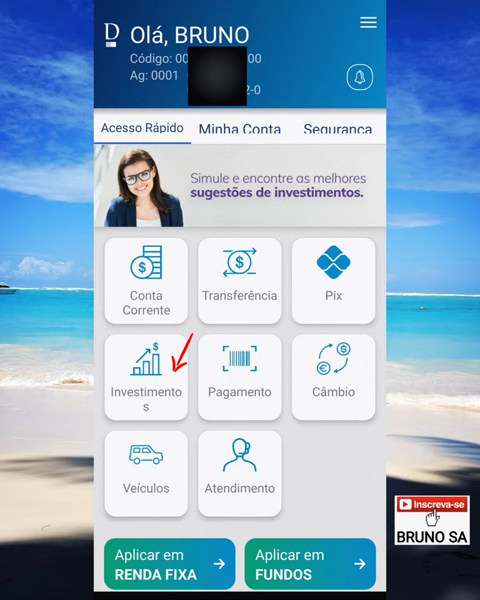 D
Olá, BRUNO
Código: 00 00
Ag: 0001
2-0
Acesso Rápido
Minha Conta
Segurança
Simule e encontre as melhores
sugestões de investimentos.
Conta
Corrente
Transferência
Pix
Investimento
s
Pagamento
Câmbio
Veículos
Atendimento
Aplicar em
RENDA FIXA
Aplicar em
FUNDOS
Inscreva-se
BRUNO SA